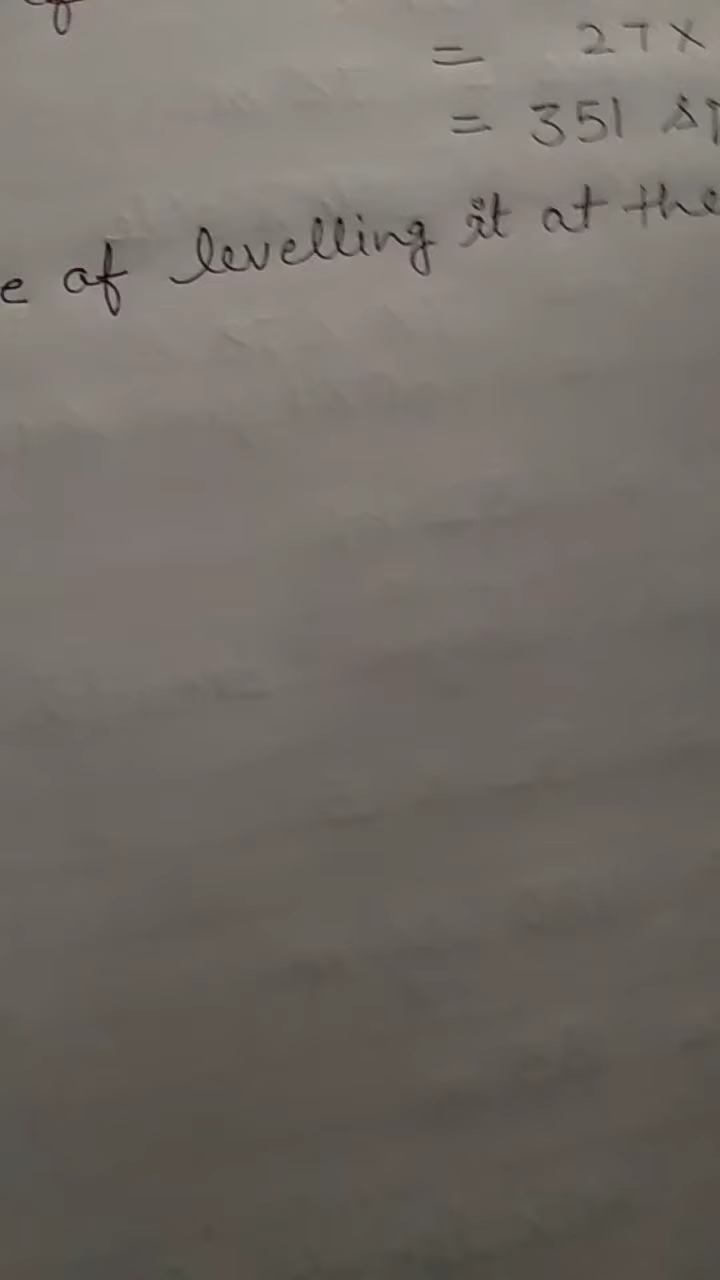 = 27×
= 351
of levelling it at the